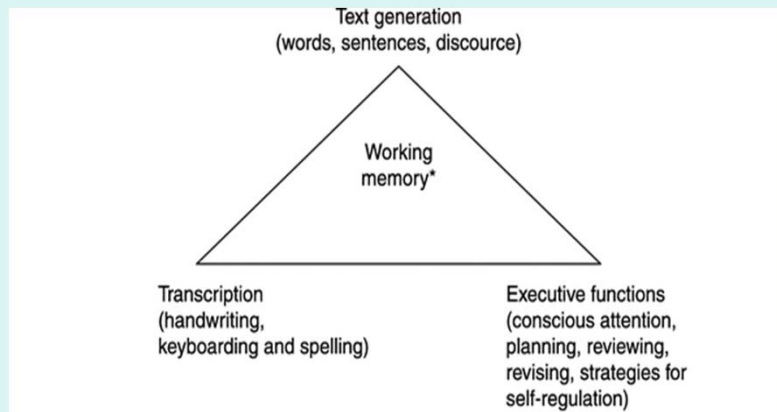 Text generation
(words, sentences, discource)
Working
memory*
Transcription
(handwriting,
keyboarding and spelling)
Executive functions
(conscious attention,
planning, reviewing,
revising, strategies for
self-regulation)